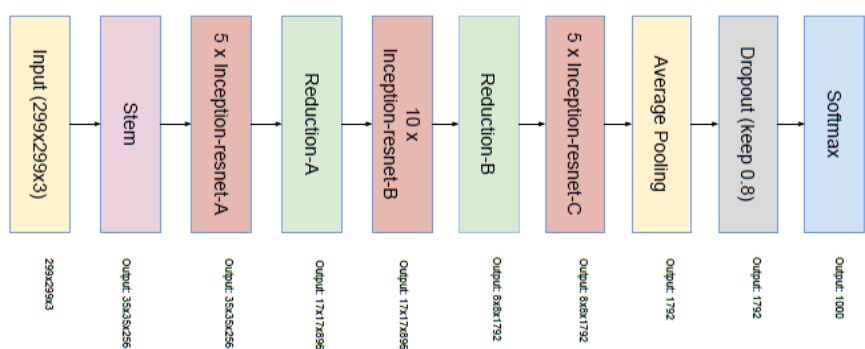 Input (299x299x3)
Stem
5 x Inception-resnet-A
Reduction-A
10 x
Inception-resnet-B
Reduction-B
5 x Inception-resnet-C
Average Pooling
Dropout (keep 0.8)
Softmax
299x299x3
Output: 35x35x256
Output: 35x35x256
Output: 17x17x896
Output: 17x17x896
Output: 8x8x1792
Output: 8x8x1792
Output: 1792
Output: 1792
Output: 1000